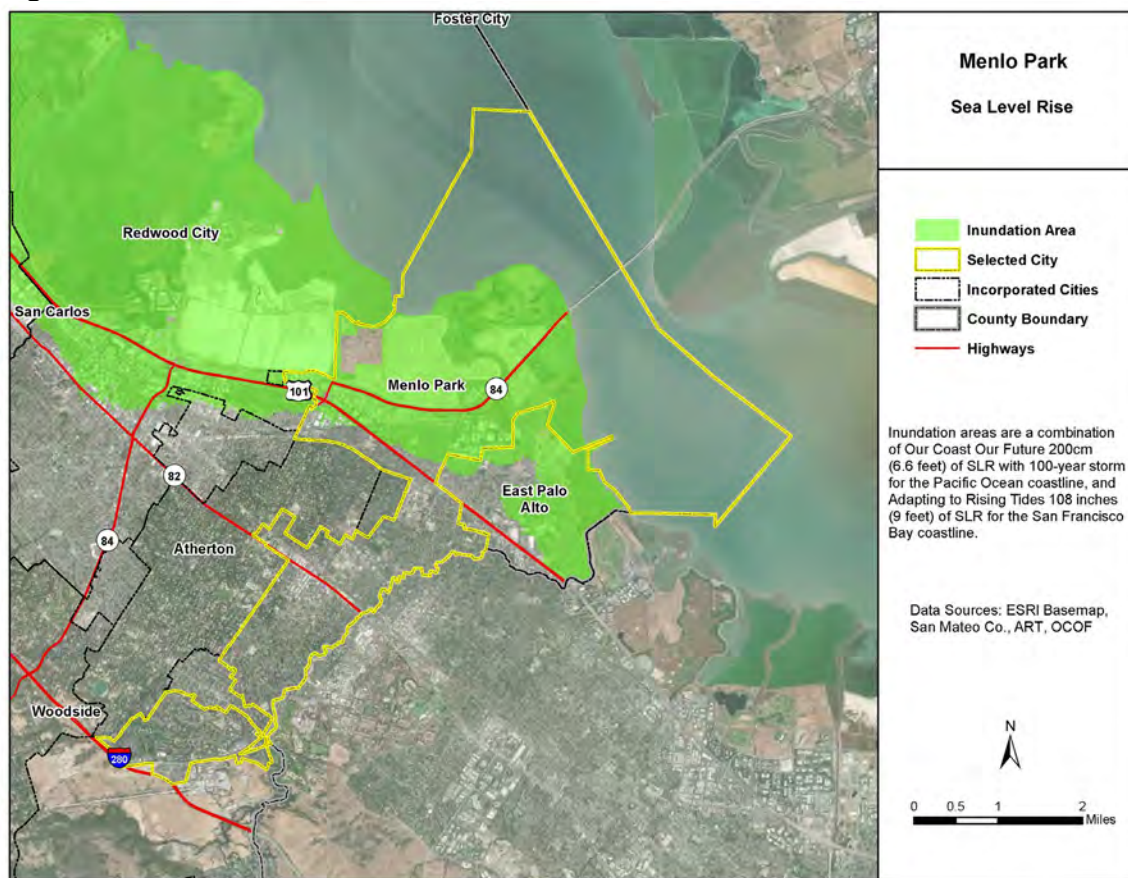 Foster City
Redwood City
San Carlos
101
Menlo Park
84
82
East Palo
Alto
84
Atherton
Woodside
280
Menlo Park
Sea Level Rise
Inundation Area
Selected City
Incorporated Cities
County Boundary
Highways
Inundation areas are a combination
of Our Coast Our Future 200cm
(6.6 feet) of SLR with 100-year storm
for the Pacific Ocean coastline, and
Adapting to Rising Tides 108 inches
(9 feet) of SLR for the San Francisco
Bay coastline.
Data Sources: ESRI Basemap,
San Mateo Co., ART, OCOF
N
0 0.5 1 2
Miles